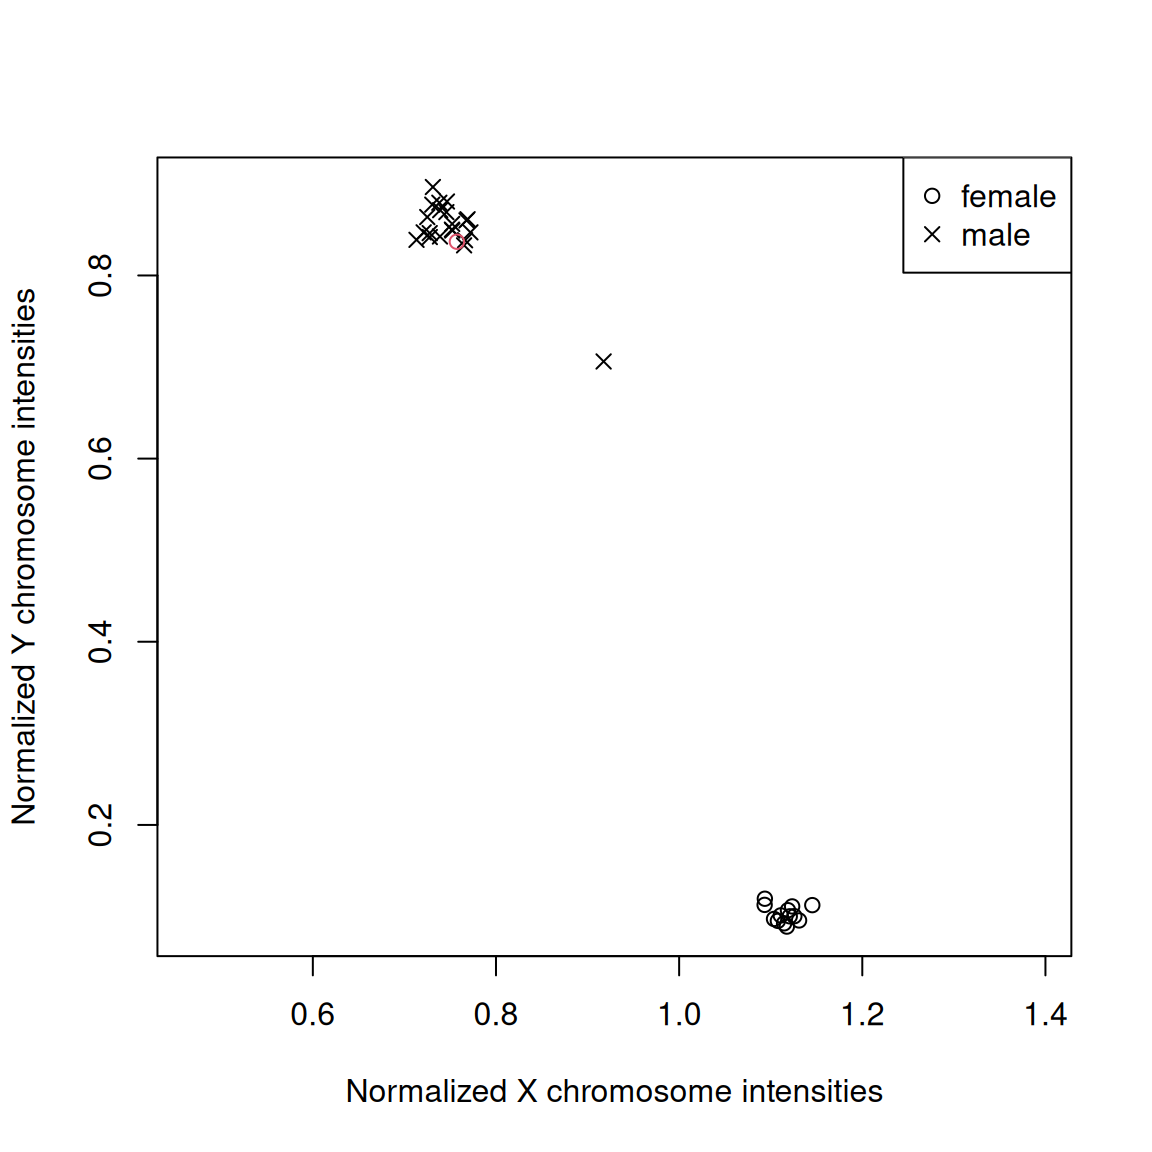 female
male
Normalized Y chromosome intensities
0.8
0.6
0.4
0.2
0.6 0.8 1.0 1.2 1.4
Normalized X chromosome intensities